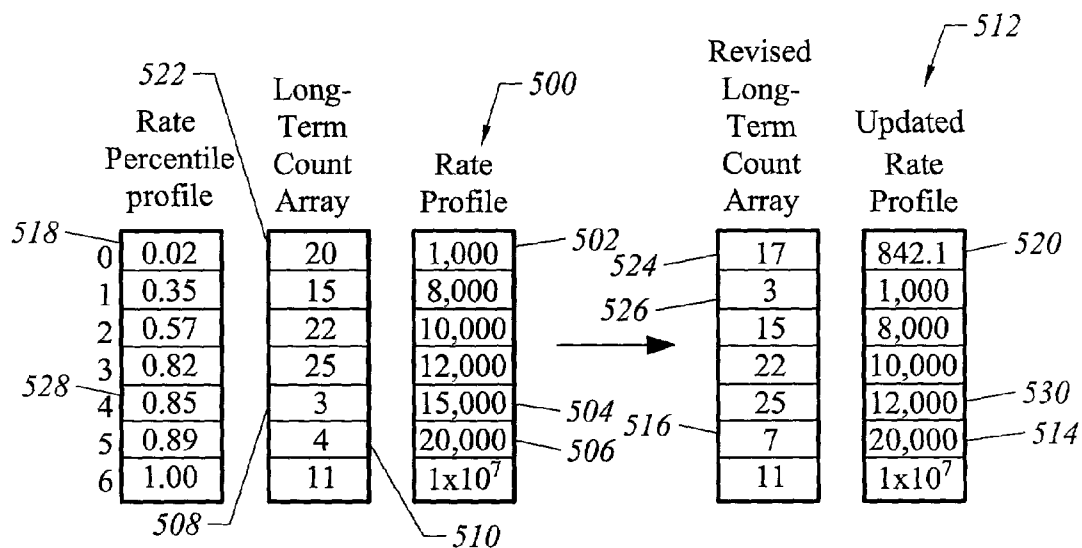 512
Revised
522
Long-
Long-
500
Rate
Term
Term
Updated
Percentile
Count
Rate
Count
Rate
profile
Array
Profile
Array
Profile
518
502
520
0 0.02 20 1,000 524 17 842.1
1 0.35 15 8,000 526 3 1,000
2 0.57 22 10,000 15 8,000
3 0.82 25 12,000 22 10,000
528
530
4 0.85 3 15,000 504 25 12,000
5 0.89 4 20,000 506 516 7 20,000 514
6 1.00 11 1x10⁷ 11 1x10⁷
508
510